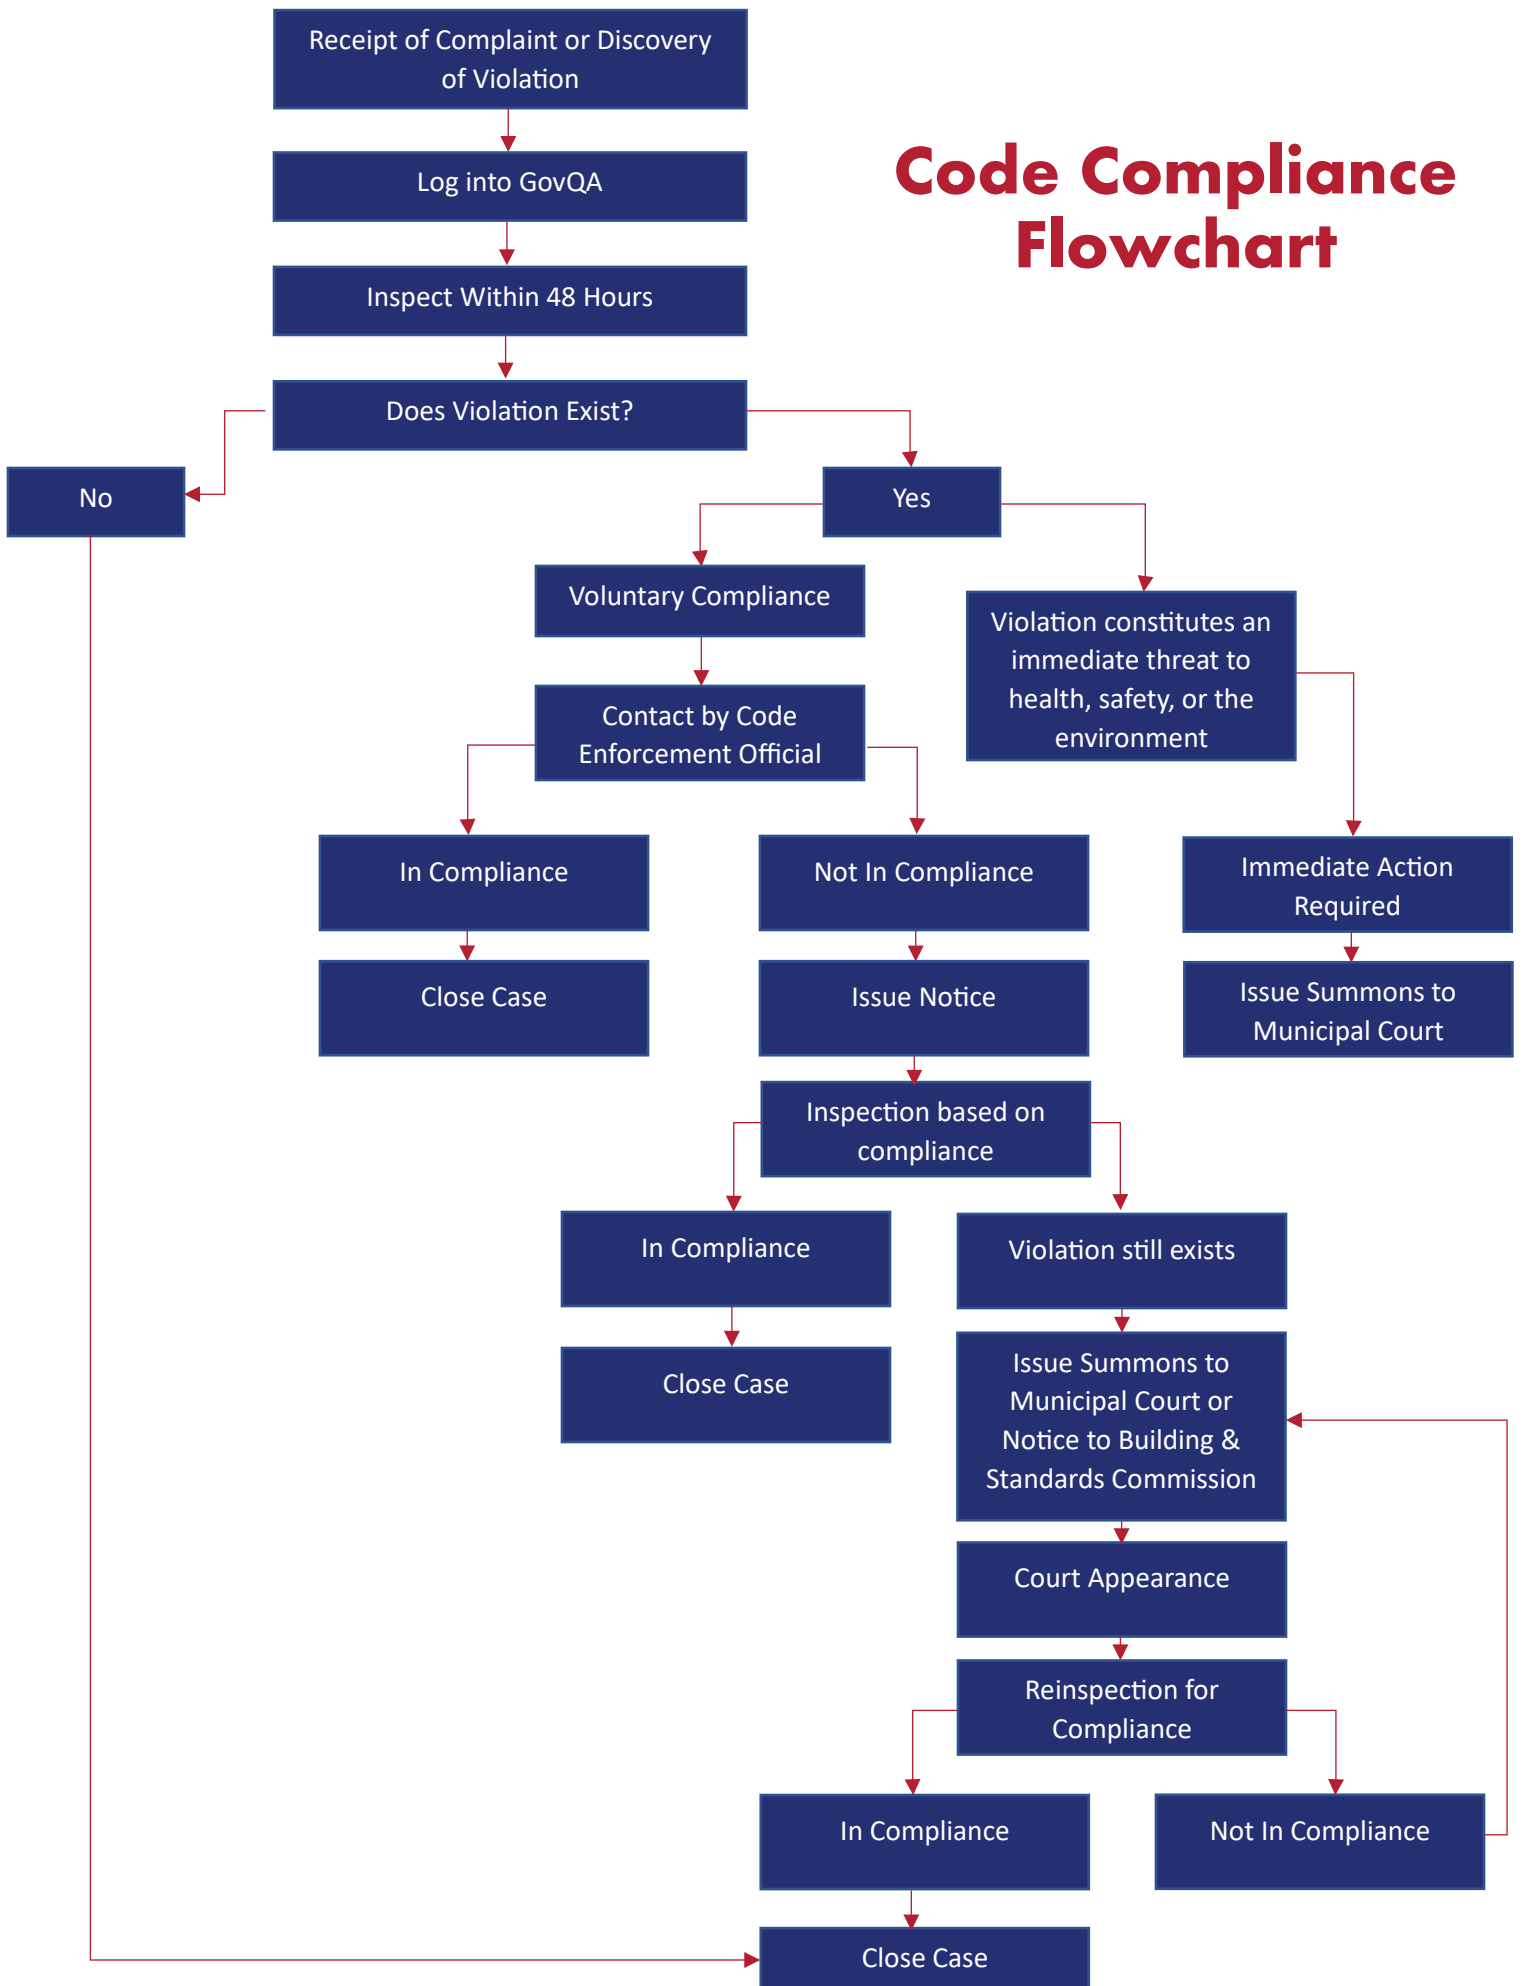 Receipt of Complaint or Discovery
of Violation
Log into GovQA
Code Compliance
Flowchart
Inspect Within 48 Hours
Does Violation Exist?
No
Yes
Voluntary Compliance
Violation constitutes an
immediate threat to
health, safety, or the
environment
Contact by Code
Enforcement Official
In Compliance
Not In Compliance
Immediate Action
Required
Close Case
Issue Notice
Issue Summons to
Municipal Court
Inspection based on
compliance
In Compliance
Violation still exists
Close Case
Issue Summons to
Municipal Court or
Notice to Building &
Standards Commission
Court Appearance
Reinspection for
Compliance
In Compliance
Not In Compliance
Close Case